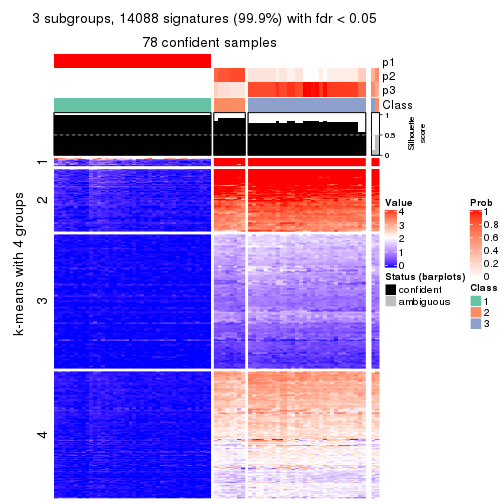 3 subgroups, 14088 signatures (99.9%) with fdr < 0.05
78 confident samples
p1
p2
p3
Class
1
0.5
0
Silhouette
score
k-means with 4 groups
1
2
3
4
Value
4
3
2
1
0
Status (barplots)
confident
ambiguous
Prob
1
0.8
0.6
0.4
0.2
0
Class
1
2
3